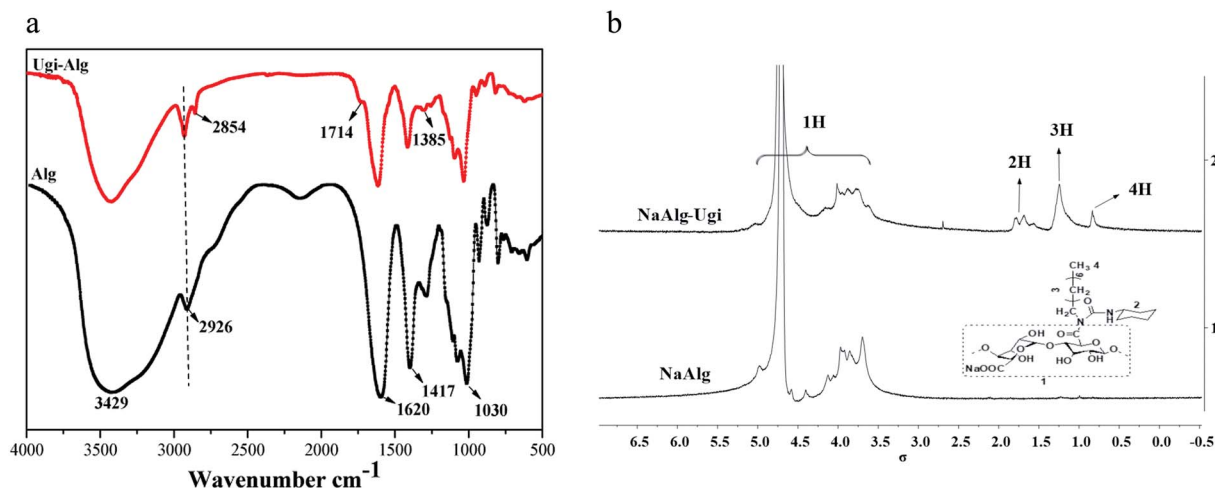 a
Ugi-Alg
2854
1714
1385
Alg
2926
3429
1620
1417
1030
4000 3500 3000 2500 2000 1500 1000 500
Wavenumber cm-1
b
1H
2H
3H
4H
NaAlg-Ugi
2
CH3 4
6
3
CH2
O
H2C
N
C
N
H
2
O
C
O
OH
O
OH
O
O
O
NaOOC
HO
OH
1
1
NaAlg
6.5 6.0 5.5 5.0 4.5 4.0 3.5 3.0 2.5 2.0 1.5 1.0 0.5 0.0 -0.5
σ